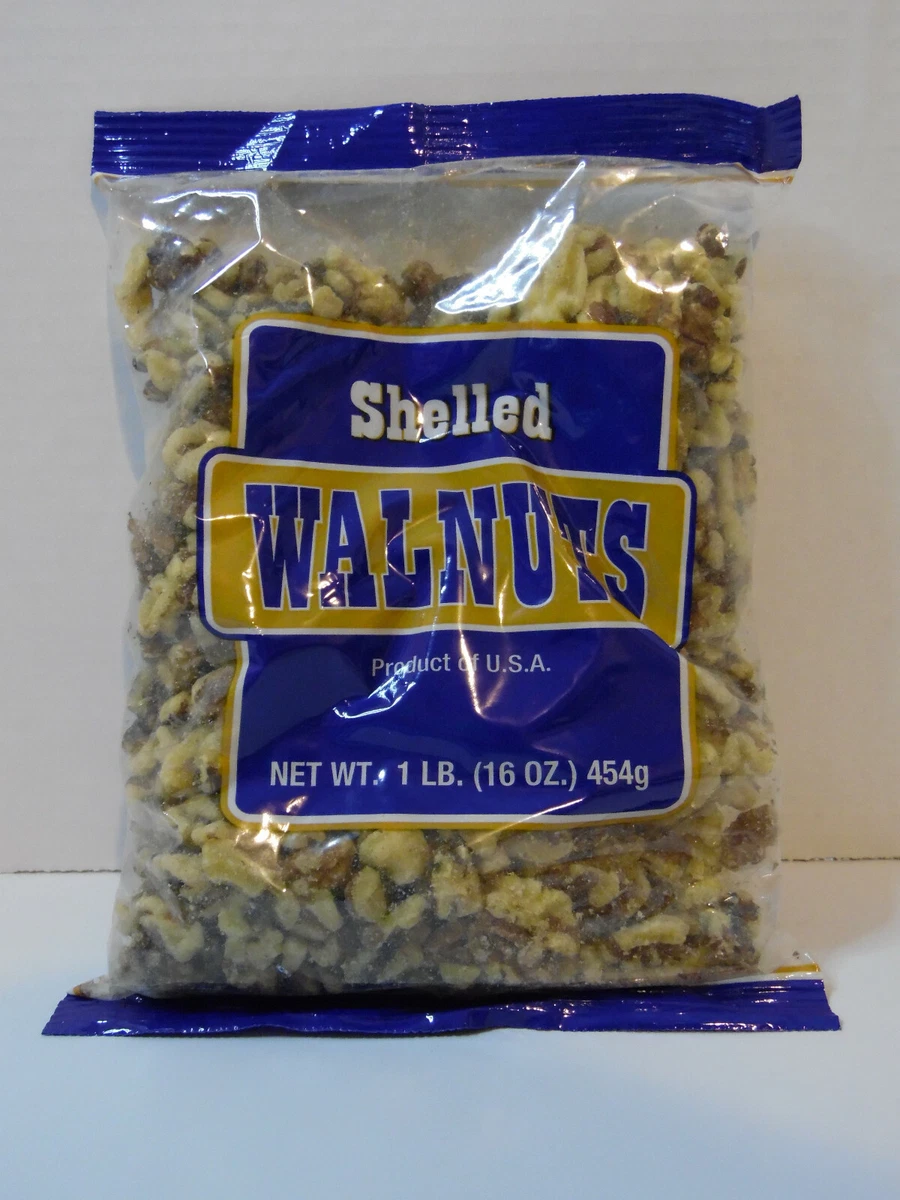 Shelled
WALNUTS
Product of U.S.A.
NET WT. 1 LB. (16 OZ.) 454g